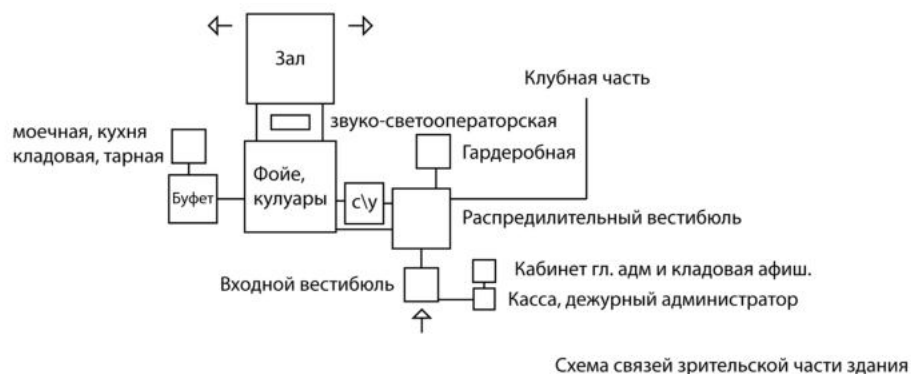 Зал
Клубная часть
звуко-светооператорская
моечная, кухня
кладовая, тарная
Гардеробная
Фойе,
кулуары
Буфет
с\у
Распредилительный вестибюль
Входной вестибюль
Кабинет гл. адм и кладовая афиш.
Касса, дежурный администратор
Схема связей зрительской части здания